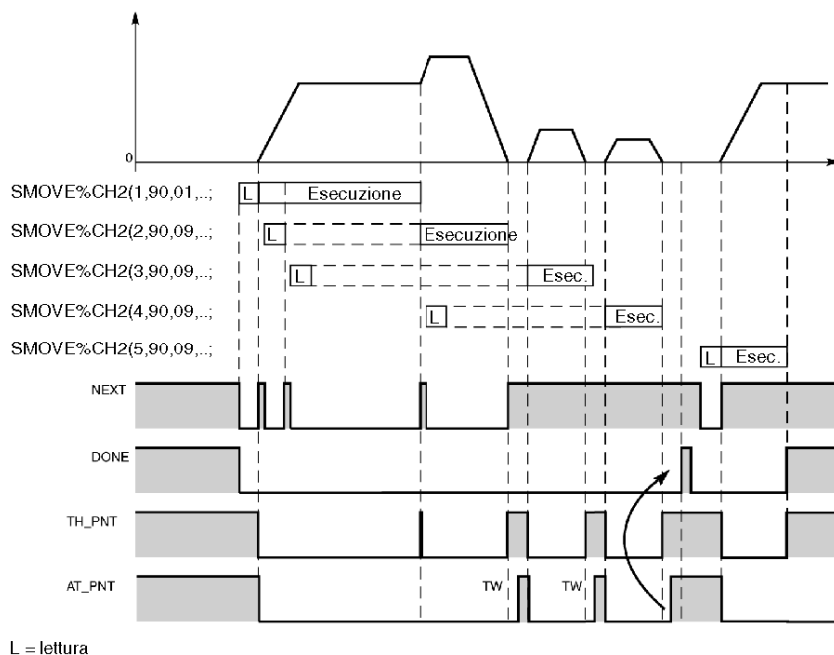 0
SMOVE%CH2(1,90,01,..; L Esecuzione
SMOVE%CH2(2,90,09,..; L Esecuzione
SMOVE%CH2(3,90,09,..; L Esec.
SMOVE%CH2(4,90,09,..; L Esec.
SMOVE%CH2(5,90,09,..; L Esec.
NEXT
DONE
TH_PNT
AT_PNT TW TW
L = lettura